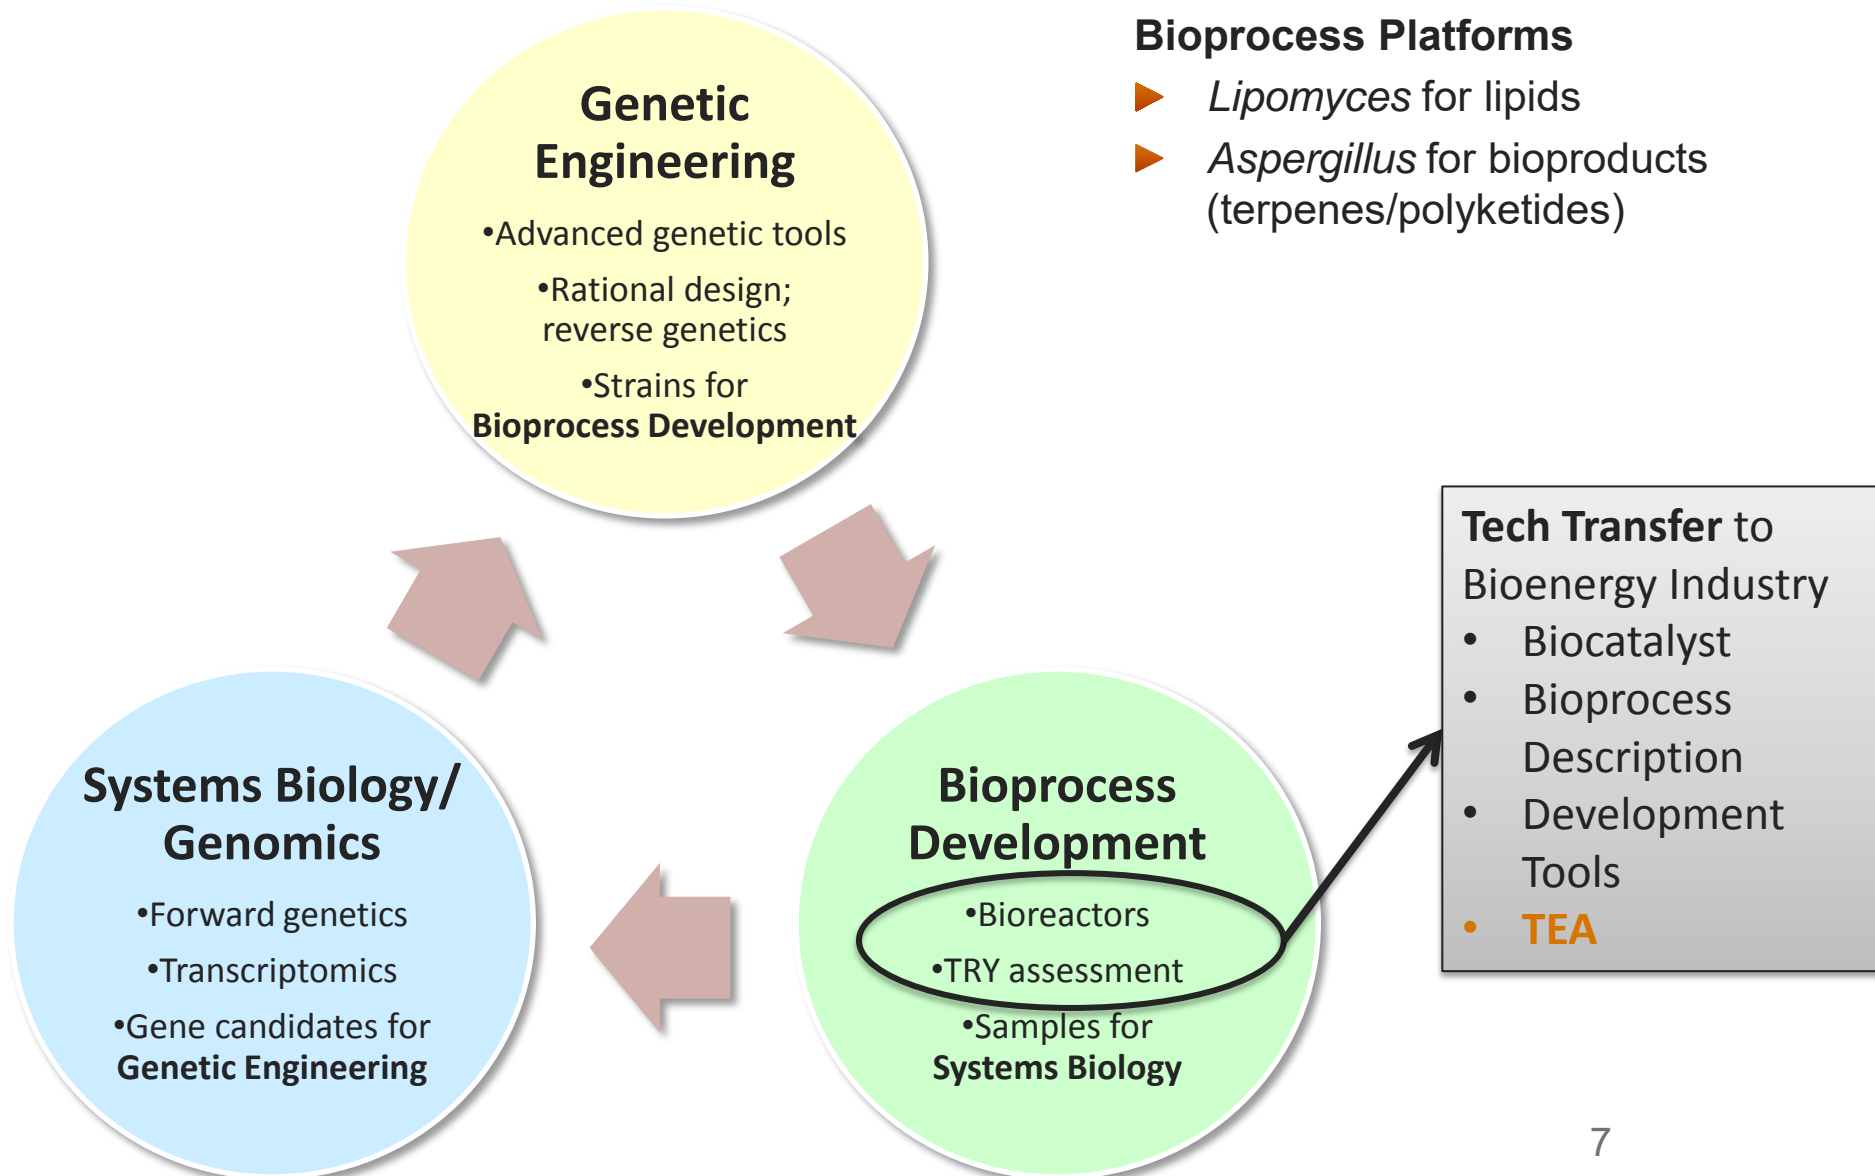 Bioprocess Platforms
Lipomyces for lipids
Aspergillus for bioproducts
(terpenes/polyketides)
Genetic
Engineering
•Advanced genetic tools
•Rational design;
reverse genetics
•Strains for
Bioprocess Development
Systems Biology/
Genomics
•Forward genetics
•Transcriptomics
•Gene candidates for
Genetic Engineering
Bioprocess
Development
•Bioreactors
•TRY assessment
•Samples for
Systems Biology
Tech Transfer to
Bioenergy Industry
• Biocatalyst
• Bioprocess
Description
• Development
Tools
• TEA
7